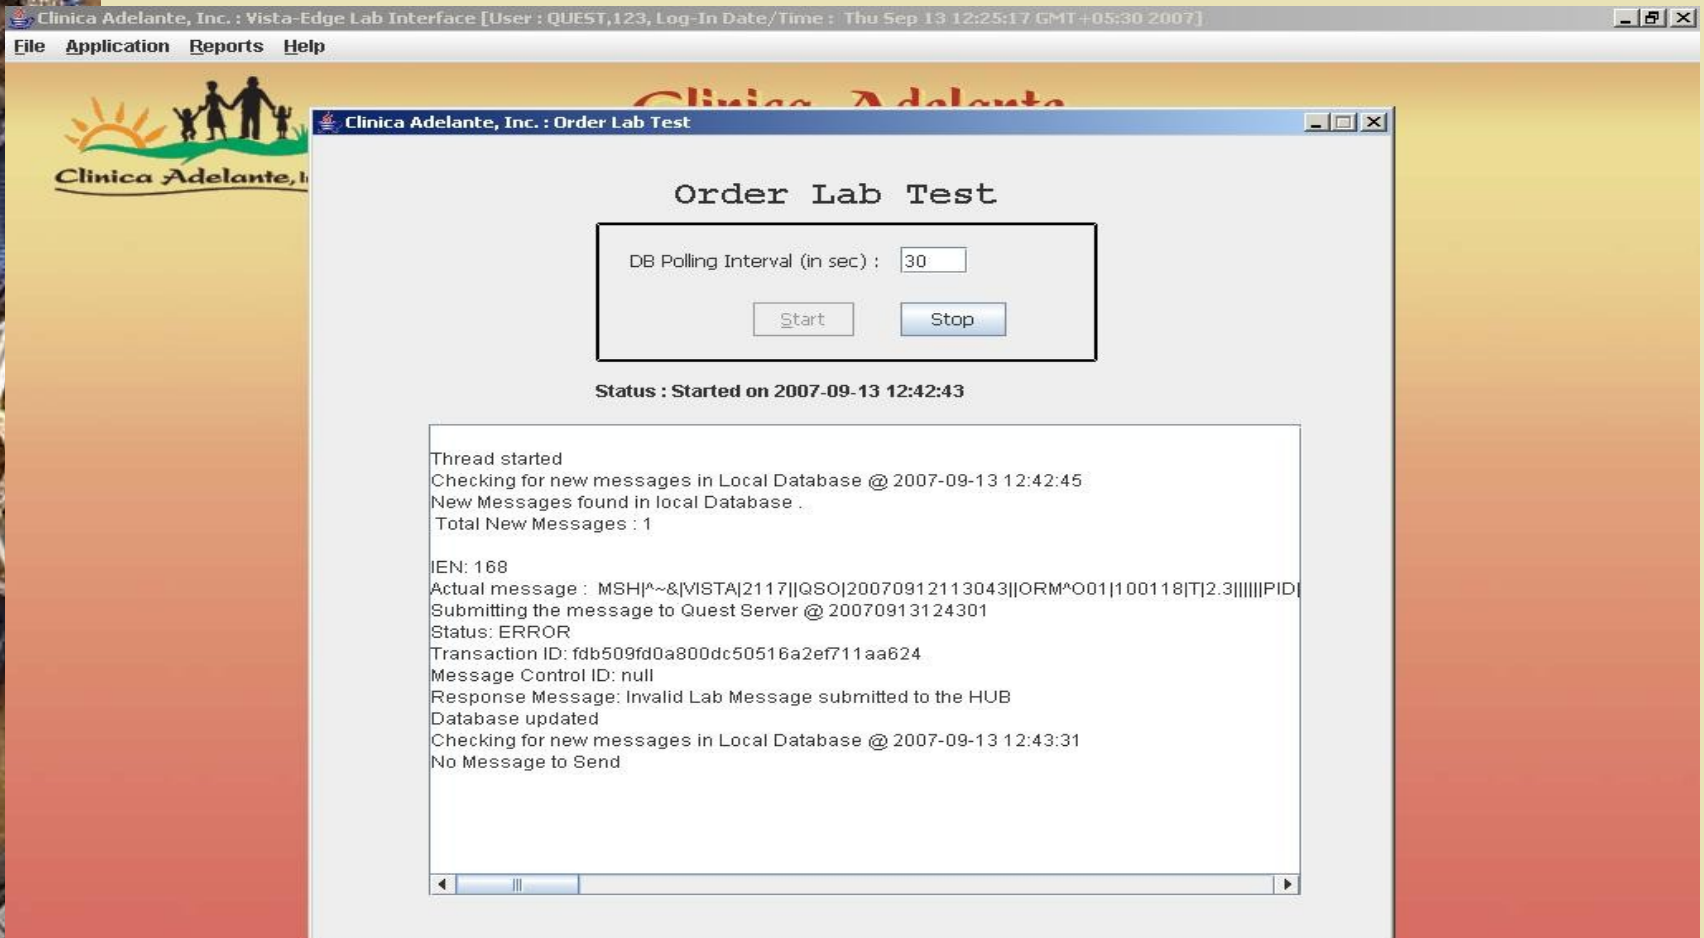 Clinica Adelante, Inc. : Vista-Edge Lab Interface [User : QUEST,123, Log-In Date/Time : Thu Sep 13 12:25:17 GMT+05:30 2007]
File Application Reports Help
Clinica Adelante
Clinica Adelante,
Clinica Adelante, Inc. : Order Lab Test
Order Lab Test
DB Polling Interval (in sec) : 30
Start Stop
Status : Started on 2007-09-13 12:42:43
Thread started
Checking for new messages in Local Database @ 2007-09-13 12:42:45
New Messages found in local Database .
Total New Messages : 1
IEN: 168
Actual message : MSH|^~&|VISTA|2117||QSO|20070912113043||ORM^O01|100118|T|2.3||||||PID|
Submitting the message to Quest Server @ 20070913124301
Status: ERROR
Transaction ID: fdb509fd0a800dc50516a2ef711aa624
Message Control ID: null
Response Message: Invalid Lab Message submitted to the HUB
Database updated
Checking for new messages in Local Database @ 2007-09-13 12:43:31
No Message to Send